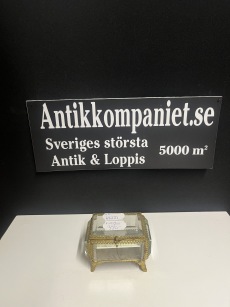 Antikkompaniet.se
Sveriges största
Antik & Loppis
5000 m²